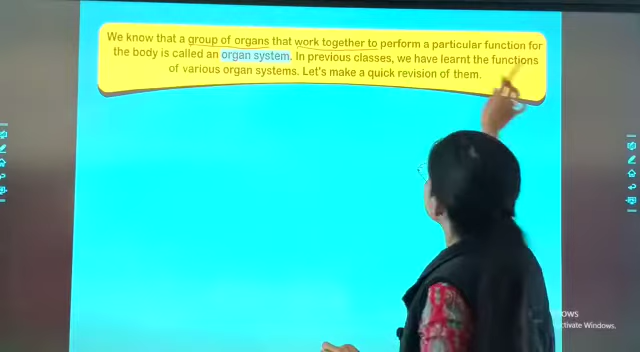 We know that a group of organs that work together to perform a particular function for
the body is called an organ system. In previous classes, we have learnt the functions
of various organ systems. Let's make a quick revision of them.
ows
ctivate Windows.